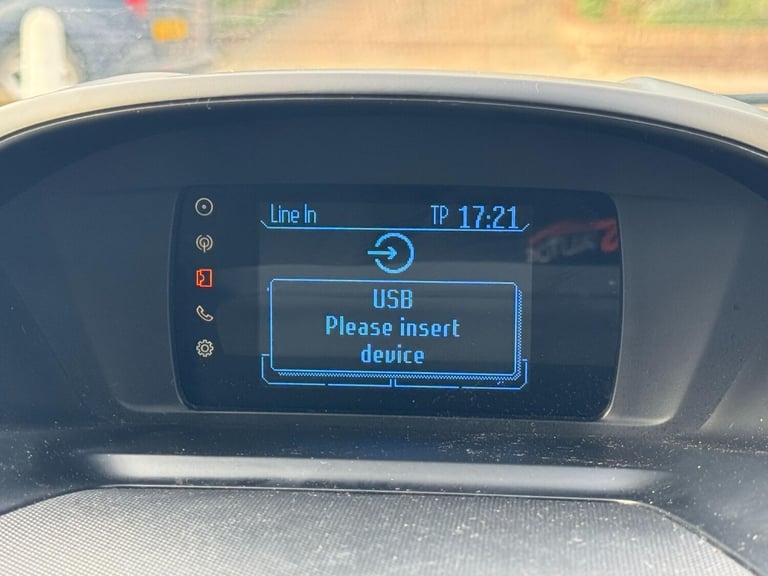 Line In TP 17:21
USB
Please insert
device